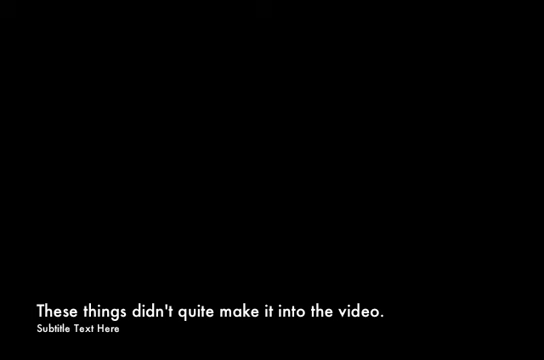 These things didn't quite make it into the video.
Subtitle Text Here